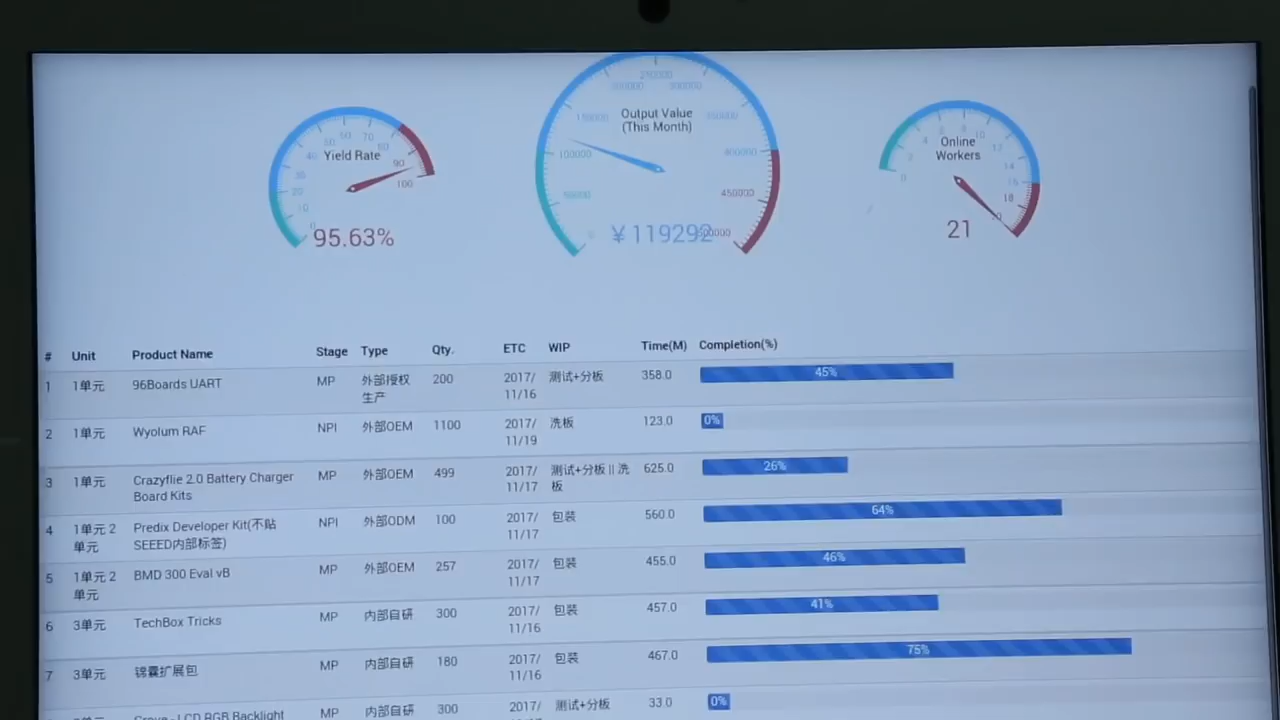 Yield Rate
95.63%
Output Value
(This Month)
¥ 119292
Online
Workers
21
# Unit Product Name Stage Type Qty. ETC WIP Time(M) Completion(%)
1 1单元 96Boards UART MP 外部授权 200 2017/ 测试+分板 358.0 45%
生产 11/16
2 1单元 Wyolum RAF NPI 外部OEM 1100 2017/ 洗板 123.0 0%
11/19
3 1单元 Crazyflie 2.0 Battery Charger MP 外部OEM 499 2017/ 测试+分板 || 洗 625.0 26%
Board Kits 11/17 板
4 1单元 2 Predix Developer Kit(不贴 NPI 外部ODM 100 2017/ 包装 560.0 64%
单元 SEEED内部标签) 11/17
5 1单元 2 BMD 300 Eval vB MP 外部OEM 257 2017/ 包装 455.0 46%
单元 11/17
6 3单元 TechBox Tricks MP 内部自研 300 2017/ 包装 457.0 41%
11/16
7 3单元 锦囊扩展包 MP 内部自研 180 2017/ 包装 467.0 75%
11/16
Grove - LCD RGB Backlight MP 内部自研 300 2017/ 测试+分板 33.0 0%